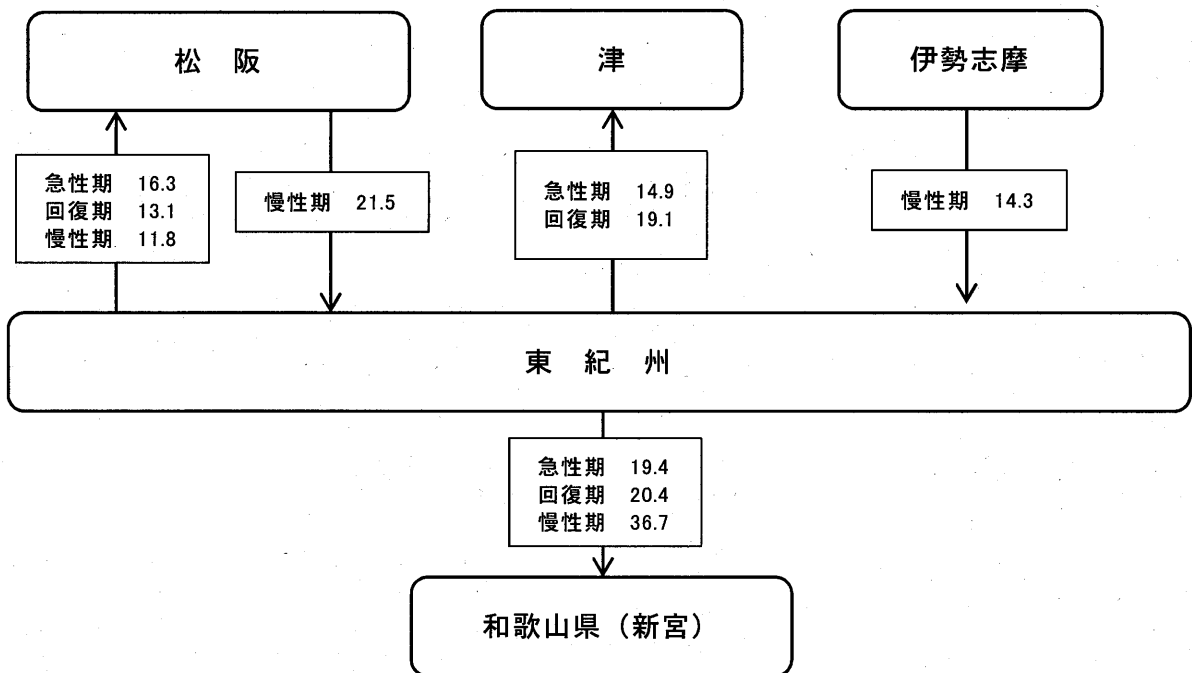 松 阪
津
伊勢志摩
急性期 16.3
回復期 13.1
慢性期 11.8
慢性期 21.5
急性期 14.9
回復期 19.1
慢性期 14.3
東 紀 州
急性期 19.4
回復期 20.4
慢性期 36.7
和歌山県（新宮）